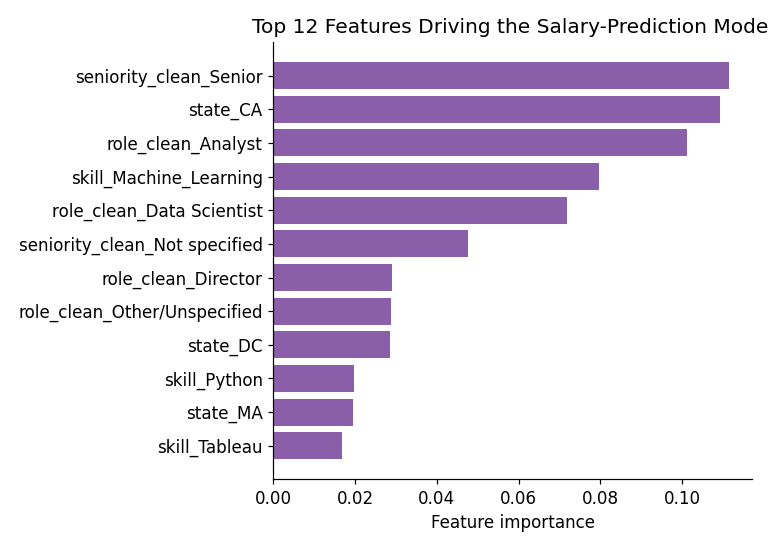 Top 12 Features Driving the Salary-Prediction Mode
seniority_clean_Senior
state_CA
role_clean_Analyst
skill_Machine_Learning
role_clean_Data Scientist
seniority_clean_Not specified
role_clean_Director
role_clean_Other/Unspecified
state_DC
skill_Python
state_MA
skill_Tableau
0.00 0.02 0.04 0.06 0.08 0.10
Feature importance